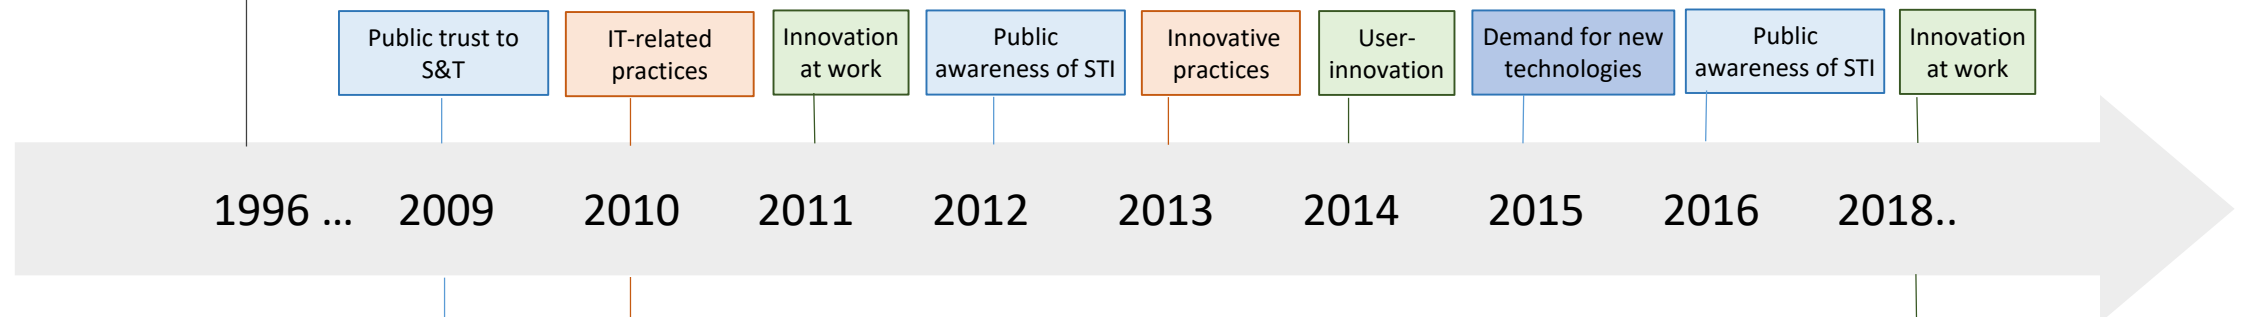 Public trust to
S&T
IT-related
practices
Innovation
at work
Public
awareness of STI
Innovative
practices
User-
innovation
Demand for new
technologies
Public
awareness of STI
Innovation
at work
1996 ... 2009 2010 2011 2012 2013 2014 2015 2016 2018..